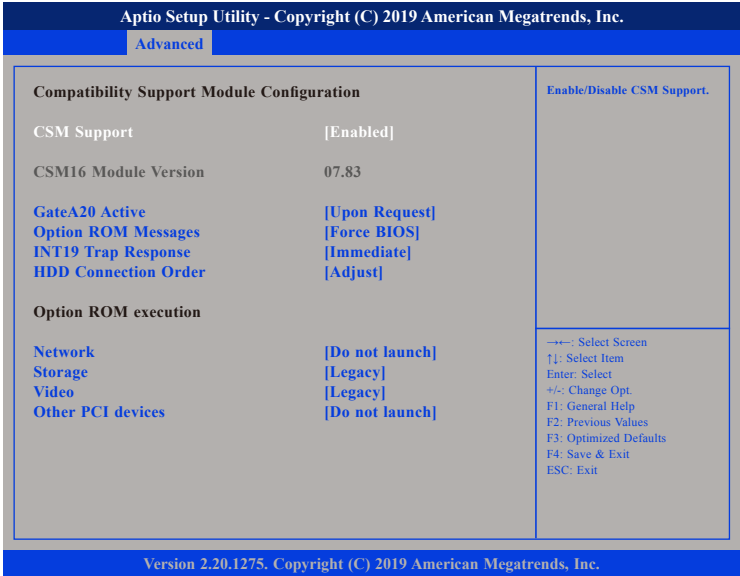 Aptio Setup Utility - Copyright (C) 2019 American Megatrends, Inc.
Advanced
Compatibility Support Module Configuration
CSM Support [Enabled]
CSM16 Module Version 07.83
GateA20 Active [Upon Request]
Option ROM Messages [Force BIOS]
INT19 Trap Response [Immediate]
HDD Connection Order [Adjust]
Option ROM execution
Network [Do not launch]
Storage [Legacy]
Video [Legacy]
Other PCI devices [Do not launch]
Enable/Disable CSM Support.
→←: Select Screen
↑↓: Select Item
Enter: Select
+/-: Change Opt.
F1: General Help
F2: Previous Values
F3: Optimized Defaults
F4: Save & Exit
ESC: Exit
Version 2.20.1275. Copyright (C) 2019 American Megatrends, Inc.